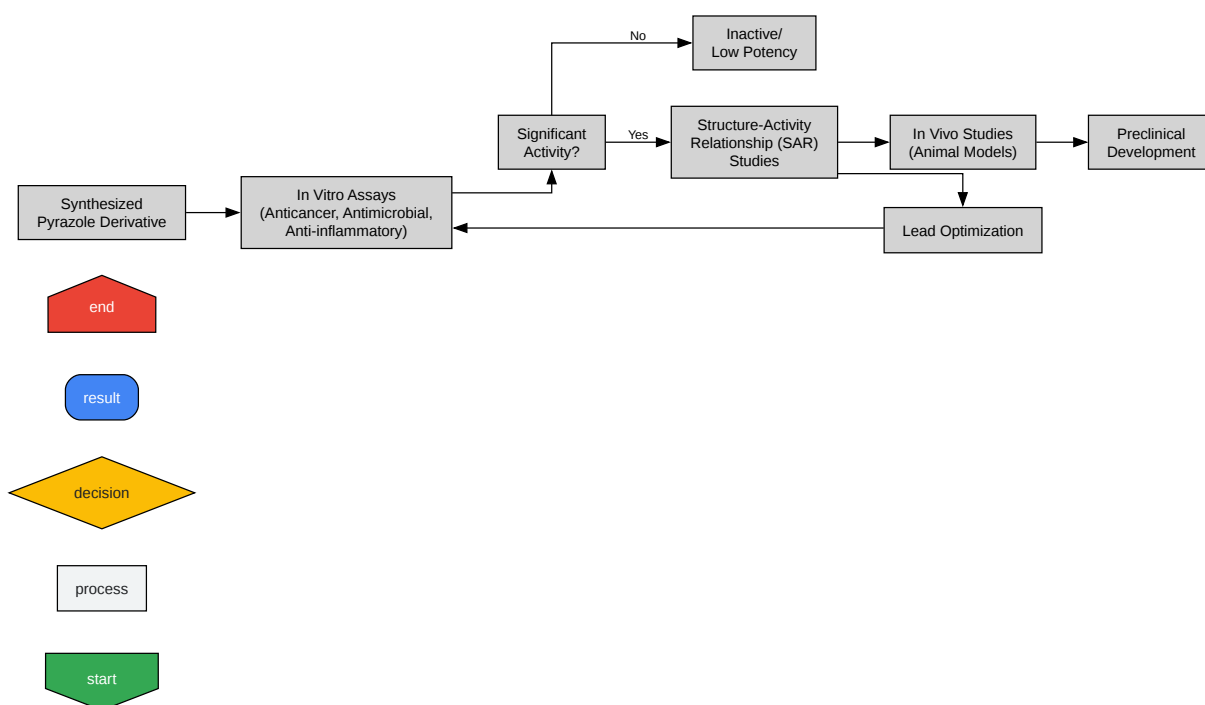 No
Inactive/
Low Potency
Significant
Activity?
Yes
Structure-Activity
Relationship (SAR)
Studies
In Vivo Studies
(Animal Models)
Preclinical
Development
Synthesized
Pyrazole Derivative
In Vitro Assays
(Anticancer, Antimicrobial,
Anti-inflammatory)
Lead Optimization
end
result
decision
process
start